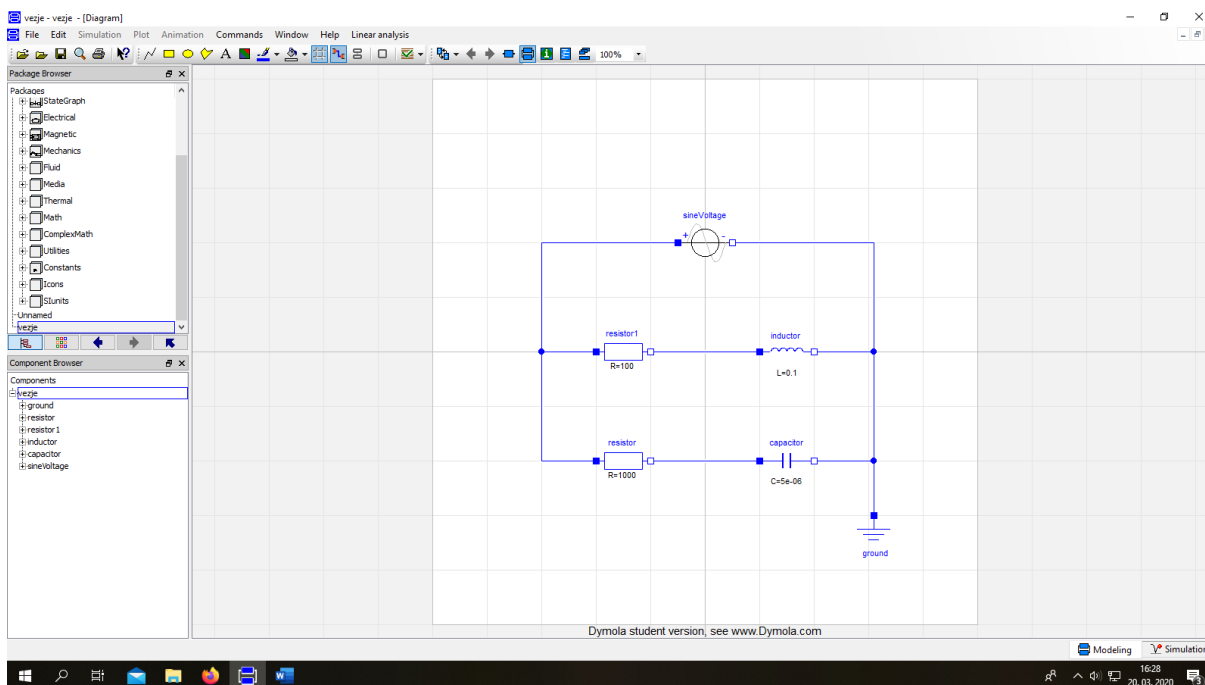 vezje - vezje - [Diagram]
File Edit Simulation Plot Animation Commands Window Help Linear analysis
100%
Package Browser
Packages
StateGraph
Electrical
Magnetic
Mechanics
Fluid
Media
Thermal
Math
ComplexMath
Utilities
Constants
Icons
SIunits
Unnamed
vezje
Component Browser
Components
vezje
ground
resistor
resistor1
inductor
capacitor
sineVoltage
sineVoltage
+ -
resistor1
R=100
inductor
L=0.1
resistor
R=1000
capacitor
C=5e-06
ground
Dymola student version, see www.Dymola.com
Modeling Simulation
16:28
20. 03. 2020
3